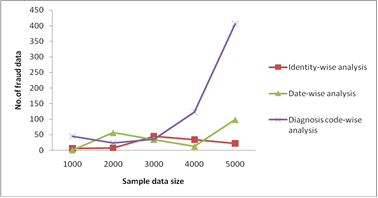 450
400
350
300
250
200
150
100
50
0
No.of fraud data
1000 2000 3000 4000 5000
Sample data size
Identity-wise analysis
Date-wise analysis
Diagnosis code-wise
analysis